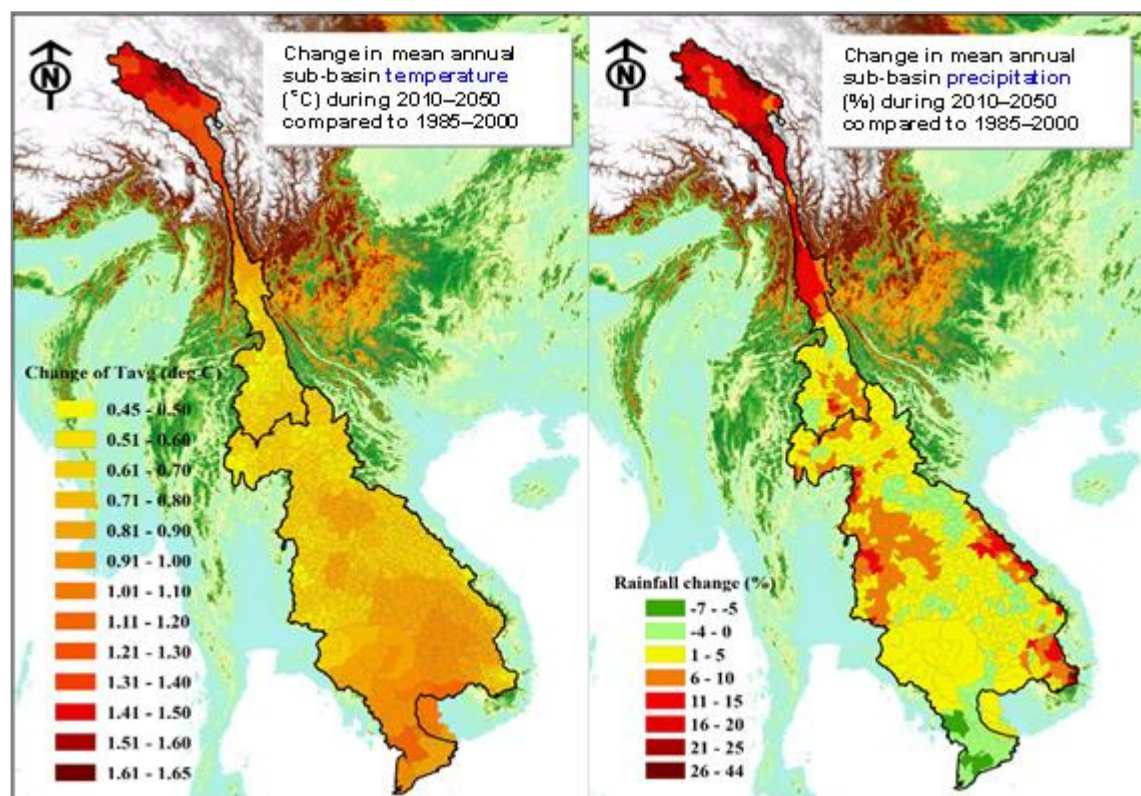 Change in mean annual
sub-basin temperature
(°C) during 2010–2050
compared to 1985–2000
N
Change of Tavg (deg C)
0.45 - 0.50
0.51 - 0.60
0.61 - 0.70
0.71 - 0.80
0.81 - 0.90
0.91 - 1.00
1.01 - 1.10
1.11 - 1.20
1.21 - 1.30
1.31 - 1.40
1.41 - 1.50
1.51 - 1.60
1.61 - 1.65
Change in mean annual
sub-basin precipitation
(%) during 2010–2050
compared to 1985–2000
N
Rainfall change (%)
-7 - -5
-4 - 0
1 - 5
6 - 10
11 - 15
16 - 20
21 - 25
26 - 44